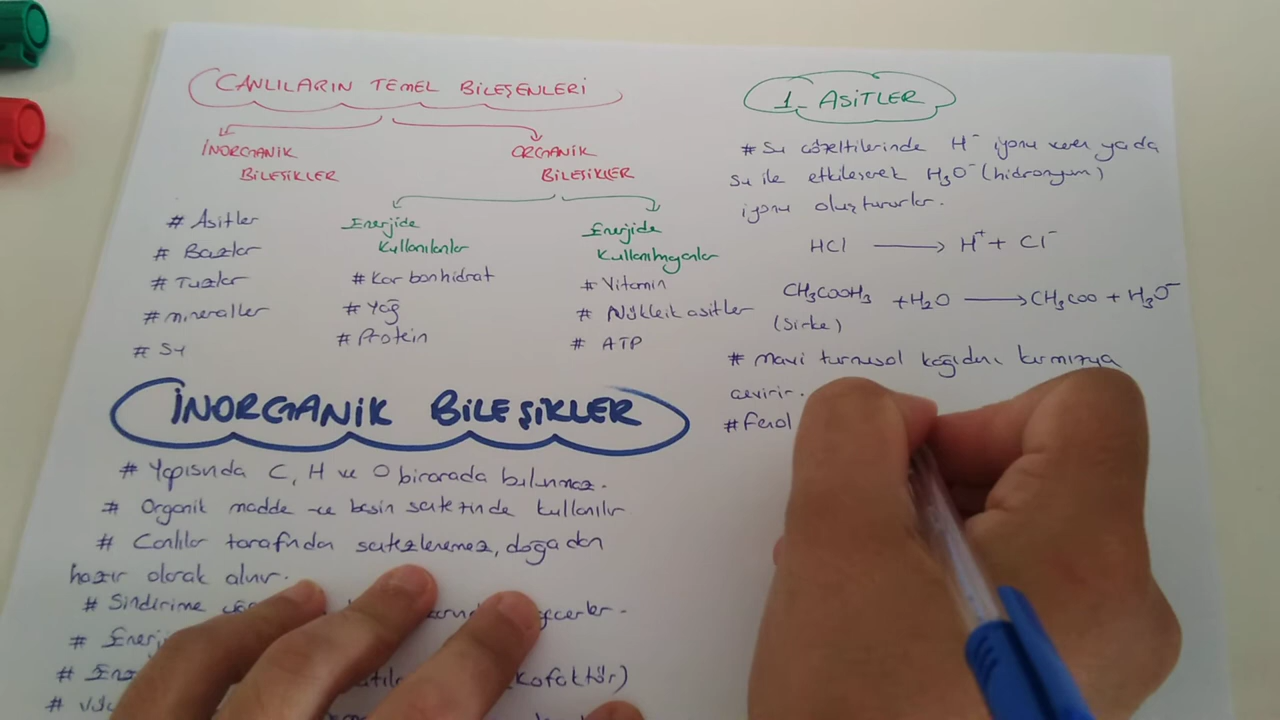 CANLILARIN TEMEL BİLEŞENLERİ
İNORGANİK
BİLEŞİKLER
# Asitler
# Bazlar
# Tuzlar
# mineraller
# Su
ORGANİK
BİLEŞİKLER
Enerjide
Kullanılanlar
# Karbonhidrat
# Yağ
# Protein
Enerjide
Kullanılmayanlar
# Vitamin
# Nükleik asitler
# ATP
İNORGANİK BİLEŞİKLER
# Yapısında C, H ve O birarada bulunmaz.
# Organik madde ve besin sentezinde kullanılır
# Canlılar tarafından sentezlenemez, doğadan
hazır olarak alınır.
# Sindirime
geçerler.
# Enerji
(kofaktör)
1- ASİTLER
# Su çözeltilerinde H⁻ iyonu veren yada
su ile etkileşerek H₃O⁻ (hidronyum)
iyonu oluştururlar.
HCl → H⁺ + Cl⁻
CH₃COOH₃ + H₂O → CH₃COO + H₃O⁻
(Sirke)
# mavi turnusol kağıdını kırmızıya
çevirir.
# Fenol